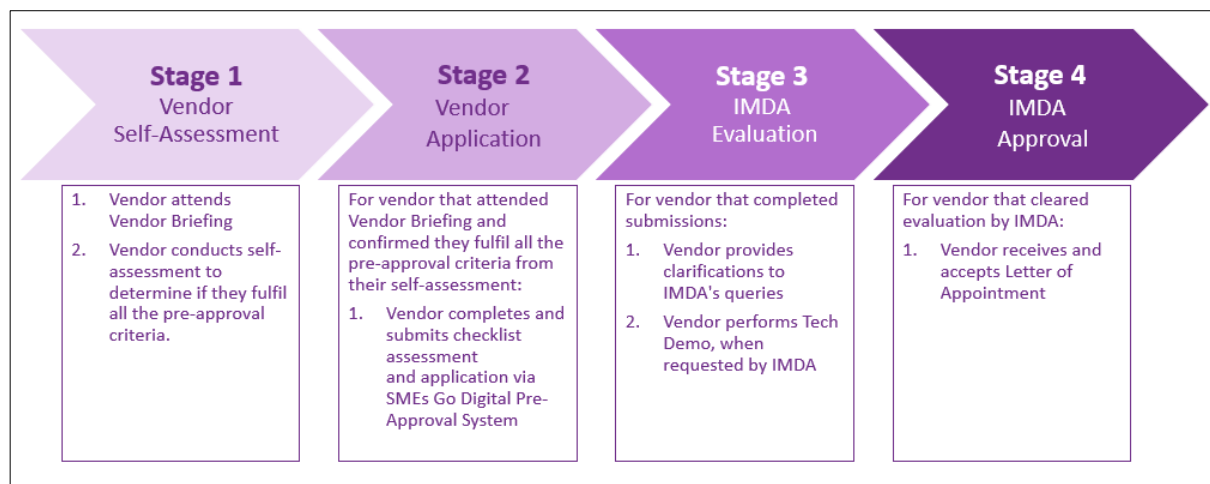 Stage 1
Vendor
Self-Assessment
Stage 2
Vendor
Application
Stage 3
IMDA
Evaluation
Stage 4
IMDA
Approval
1. Vendor attends
Vendor Briefing
2. Vendor conducts self-
assessment to
determine if they fulfil
all the pre-approval
criteria.
For vendor that attended
Vendor Briefing and
confirmed they fulfil all the
pre-approval criteria from
their self-assessment:
1. Vendor completes and
submits checklist
assessment
and application via
SMEs Go Digital Pre-
Approval System
For vendor that completed
submissions:
1. Vendor provides
clarifications to
IMDA's queries
2. Vendor performs Tech
Demo, when
requested by IMDA
For vendor that cleared
evaluation by IMDA:
1. Vendor receives and
accepts Letter of
Appointment